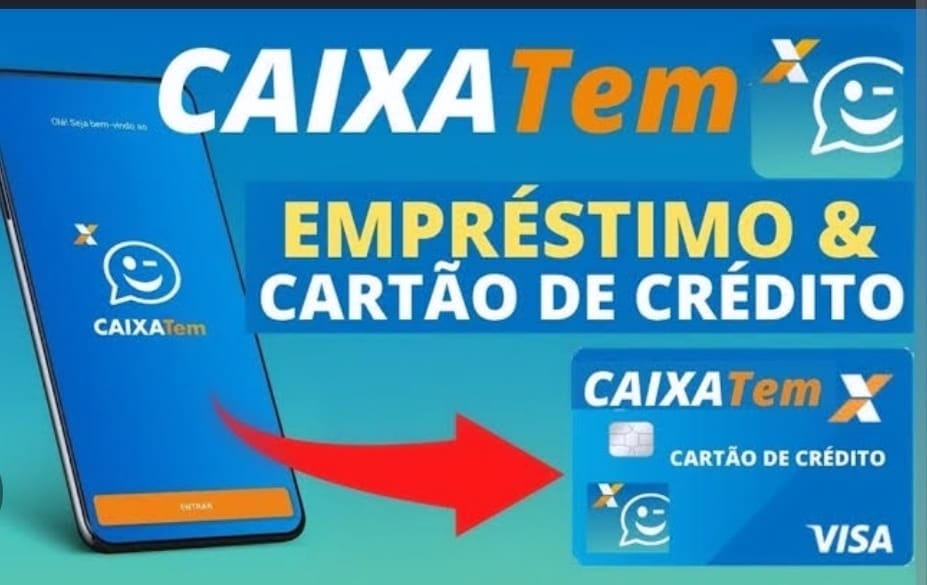 CAIXATem
Olá! Seja bem-vindo ao
EMPRÉSTIMO &
CARTÃO DE CRÉDITO
CAIXATem
CAIXATem
CARTÃO DE CRÉDITO
ENTRAR
VISA